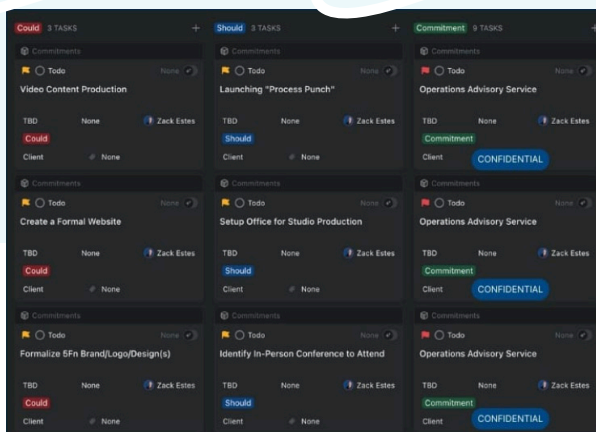 Could 3 TASKS +
Should 3 TASKS +
Commitment 9 TASKS +
Commitments
Todo None
Video Content Production
TBD None Zack Estes
Could
Client None
Commitments
Todo None
Launching "Process Punch"
TBD None Zack Estes
Should
Client None
Commitments
Todo None
Operations Advisory Service
TBD None Zack Estes
Commitment
Client CONFIDENTIAL
Commitments
Todo None
Create a Formal Website
TBD None Zack Estes
Could
Client None
Commitments
Todo None
Setup Office for Studio Production
TBD None Zack Estes
Should
Client None
Commitments
Todo None
Operations Advisory Service
TBD None Zack Estes
Commitment
Client CONFIDENTIAL
Commitments
Todo None
Formalize 5Fn Brand/Logo/Design(s)
TBD None Zack Estes
Could
Client None
Commitments
Todo None
Identify In-Person Conference to Attend
TBD None Zack Estes
Should
Client None
Commitments
Todo None
Operations Advisory Service
TBD None Zack Estes
Commitment
Client CONFIDENTIAL